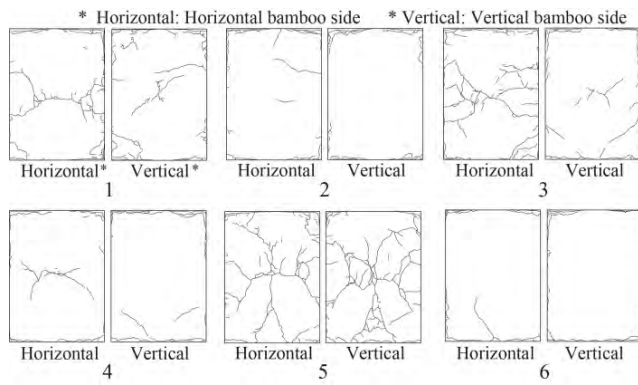 * Horizontal: Horizontal bamboo side * Vertical: Vertical bamboo side
Horizontal* Vertical* Horizontal Vertical Horizontal Vertical
1 2 3
Horizontal Vertical Horizontal Vertical Horizontal Vertical
4 5 6